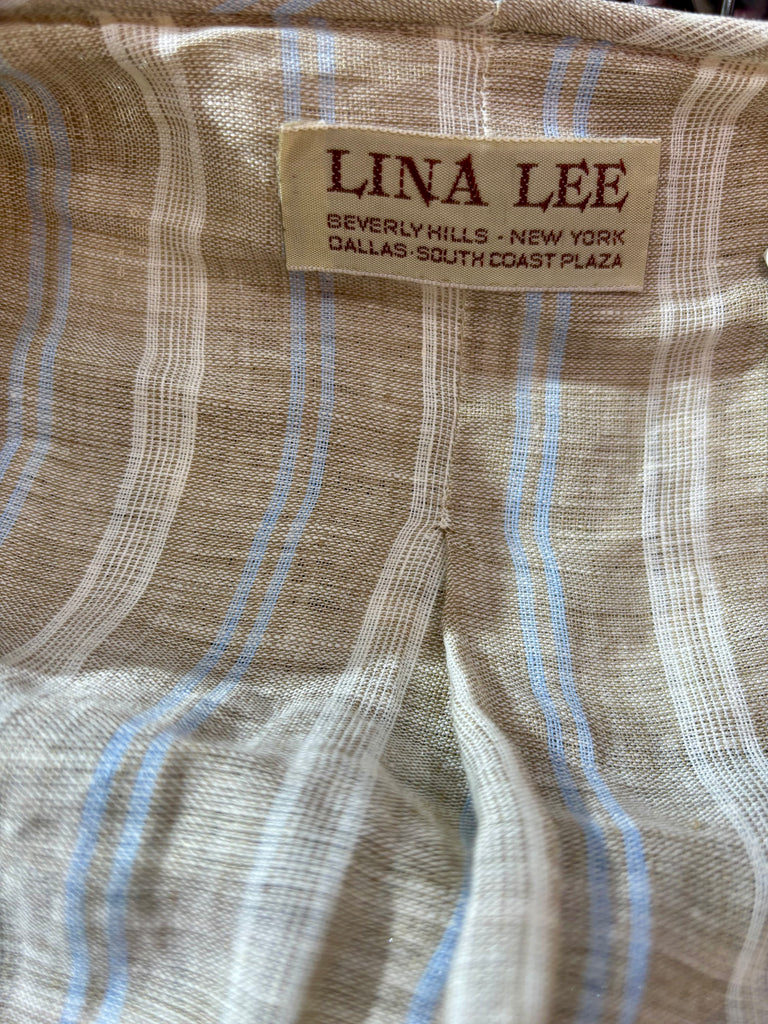 LINA LEE
BEVERLY HILLS - NEW YORK
DALLAS · SOUTH COAST PLAZA